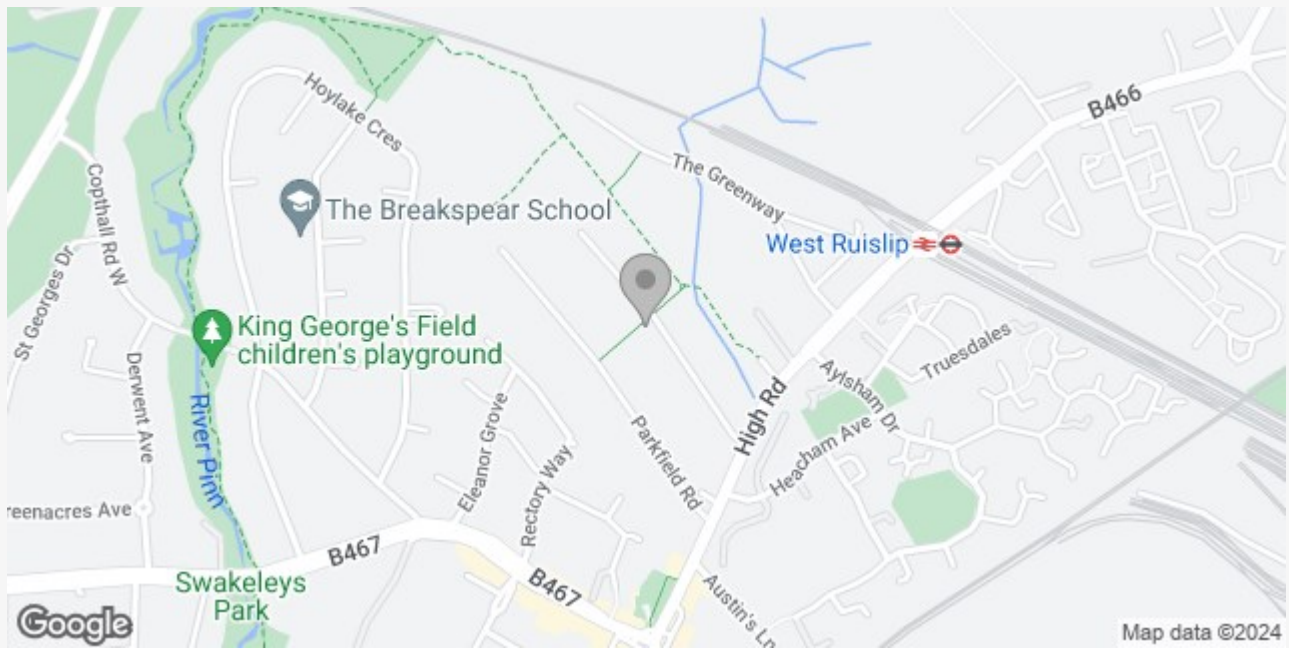 B466
Hoylake Cres
The Greenway
Copthall Rd W
The Breakspear School
West Ruislip
St Georges Dr
King George's Field
children's playground
Truesdales
Derwent Ave
Aylsham Dr
High Rd
River Pinn
Eleanor Grove
Parkfield Rd
Heacham Ave
Rectory Way
reenacres Ave
B467
Swakeleys
Park
B467
Austin's Ln
Google
Map data ©2024